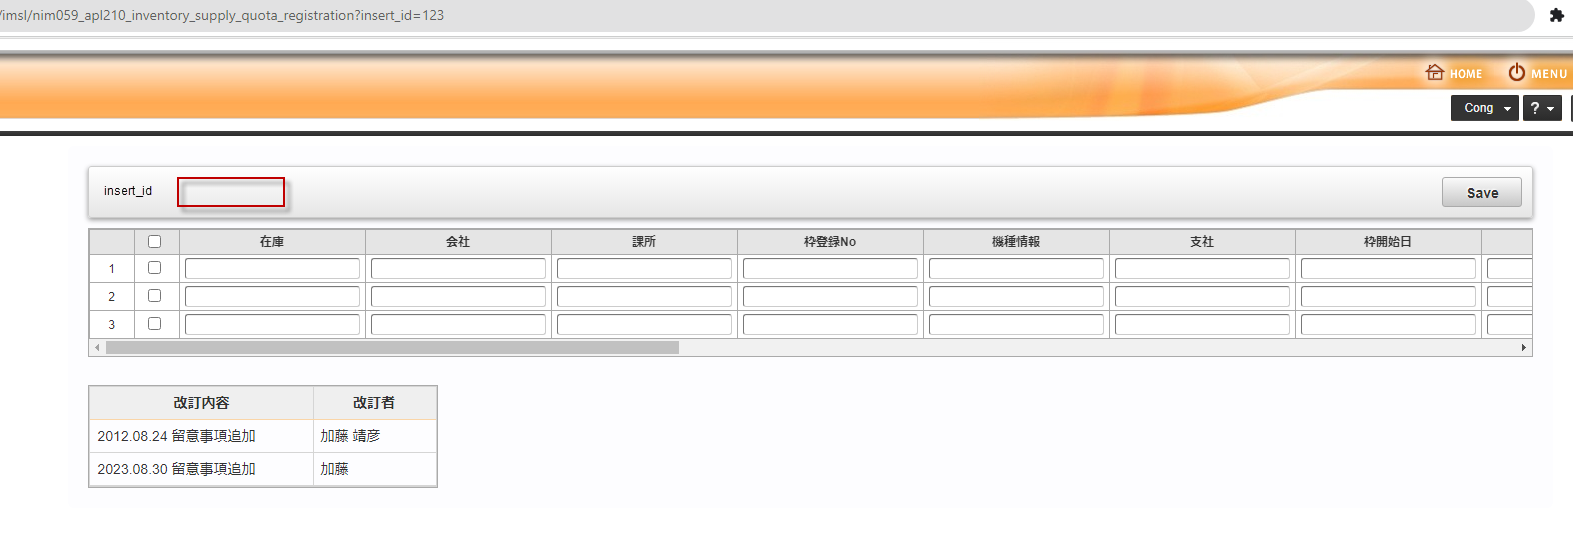 /imsl/nim059_apl210_inventory_supply_quota_registration?insert_id=123
HOME MENU
Cong ?
insert_id Save
在庫 会社 課所 枠登録No 機種情報 支社 枠開始日
1
2
3
改訂内容 改訂者
2012.08.24 留意事項追加 加藤 靖彦
2023.08.30 留意事項追加 加藤